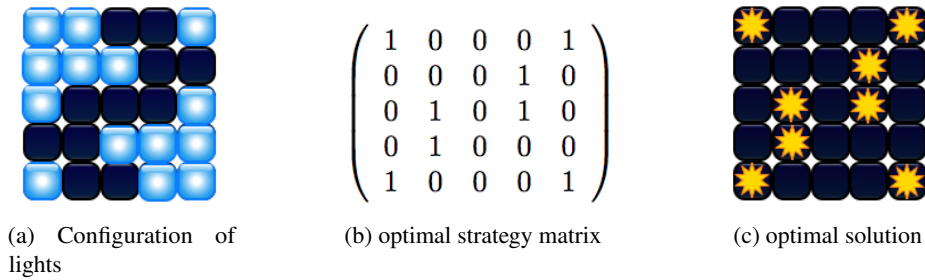 1 0 0 0 1
0 0 0 1 0
0 1 0 1 0
0 1 0 0 0
1 0 0 0 1
(a) Configuration of
lights
(b) optimal strategy matrix
(c) optimal solution